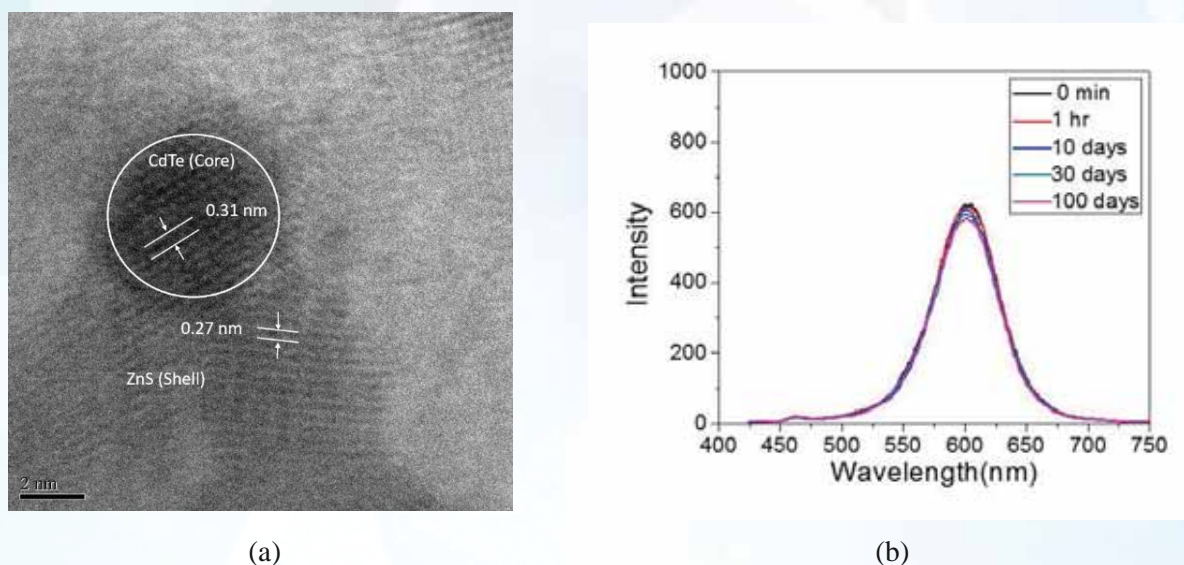 CdTe (Core)
0.31 nm
0.27 nm
ZnS (Shell)
2 nm
(a)
1000
800
600
400
200
0
400 450 500 550 600 650 700 750
Intensity
Wavelength(nm)
0 min
1 hr
10 days
30 days
100 days
(b)